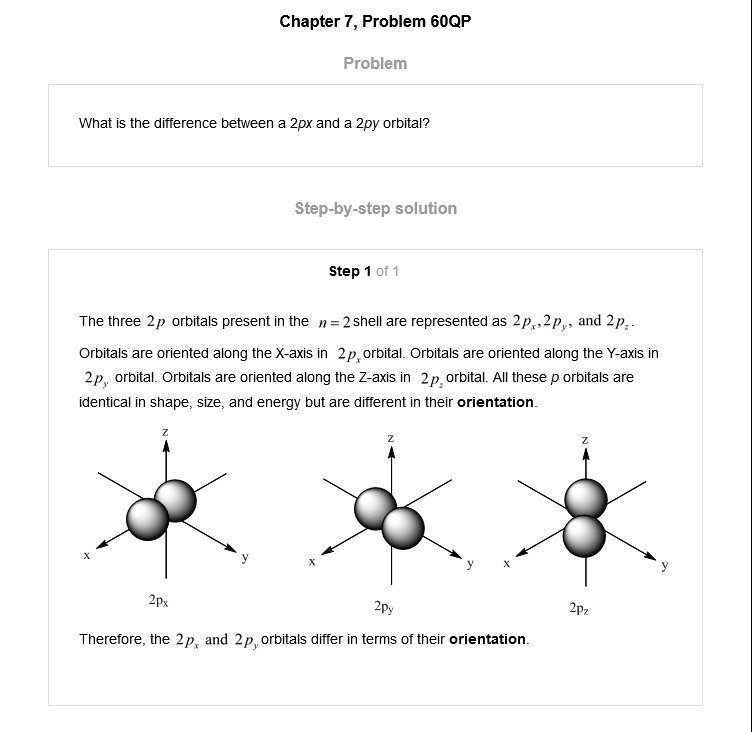 Chapter 7, Problem 60QP
Problem
What is the difference between a 2px and a 2py orbital?
Step-by-step solution
Step 1 of 1
The three 2p orbitals present in the n = 2 shell are represented as 2pₓ, 2p_y, and 2p_z.
Orbitals are oriented along the X-axis in 2pₓ orbital. Orbitals are oriented along the Y-axis in
2p_y orbital. Orbitals are oriented along the Z-axis in 2p_z orbital. All these p orbitals are
identical in shape, size, and energy but are different in their orientation.
z z z
x y x y x y
2px 2py 2pz
Therefore, the 2pₓ and 2p_y orbitals differ in terms of their orientation.